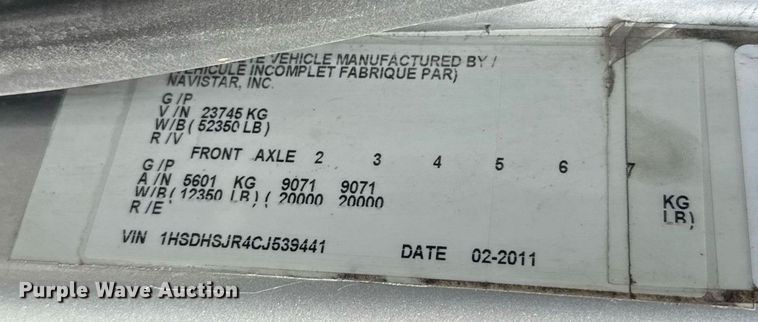 VEHICLE MANUFACTURED BY /
VEHICULE INCOMPLET FABRIQUE PAR)
NAVISTAR, INC.
G /P
V / N 23745 KG
W/B ( 52350 LB )
R / V
FRONT AXLE 2 3 4 5 6 7
G /P
A / N 5601 KG 9071 9071 KG
W/B ( 12350 LB ) ( 20000 20000 LB)
R / E
VIN 1HSDHSJR4CJ539441 DATE 02-2011
Purple Wave Auction